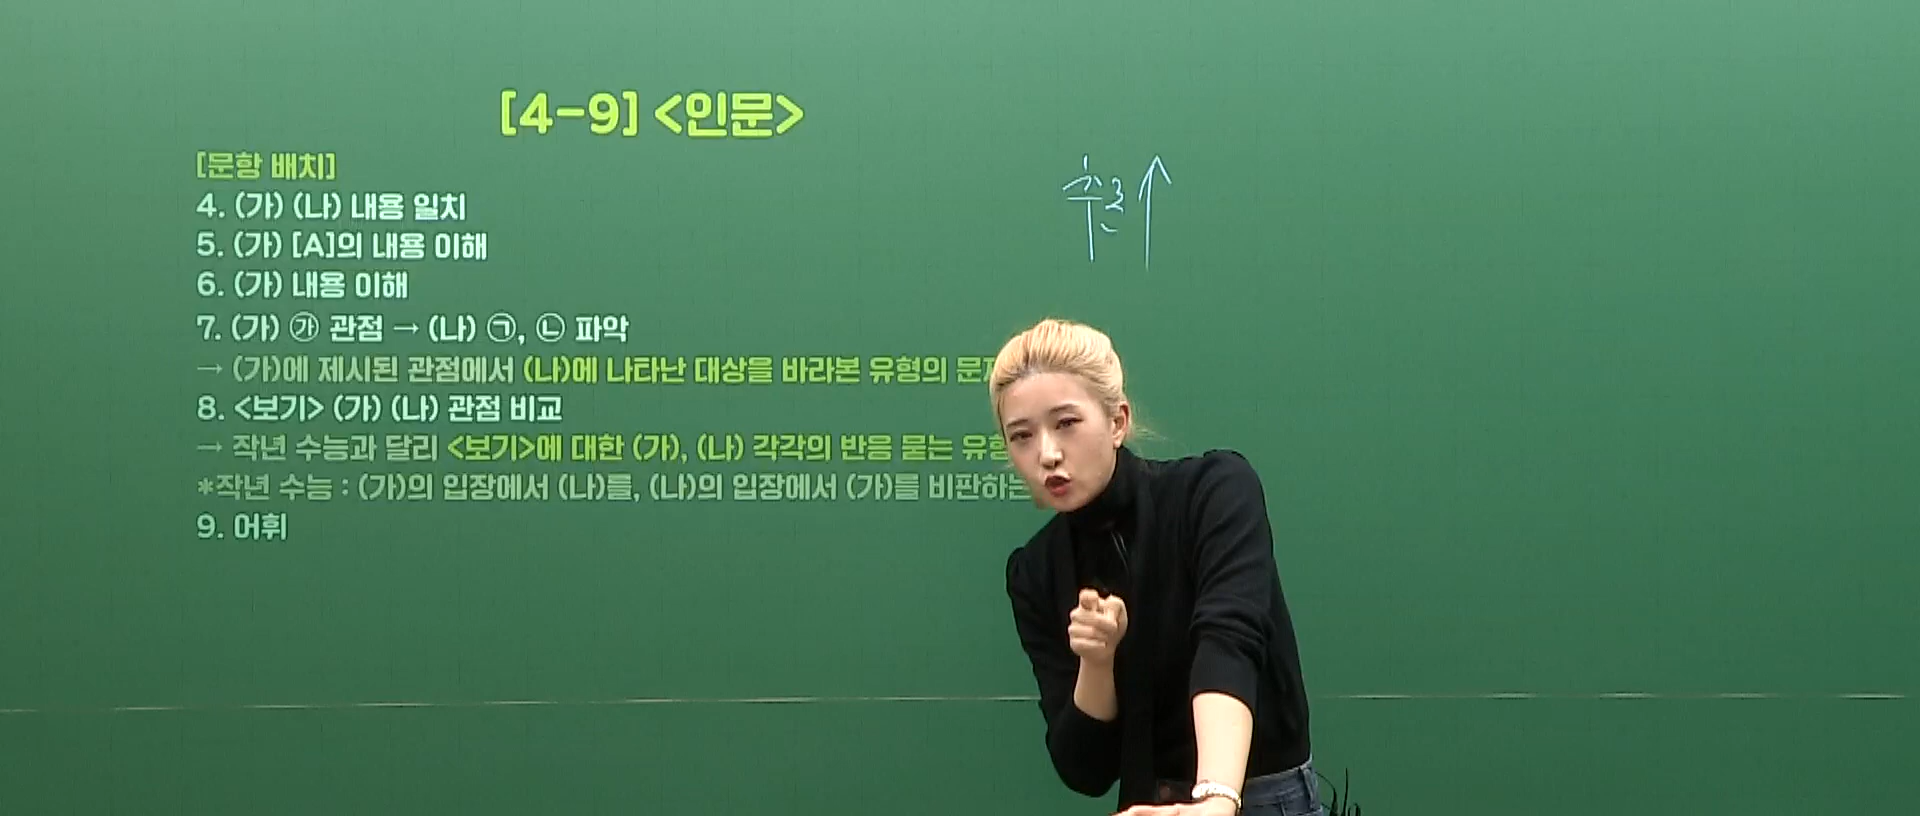 [4-9] <인문>
[문항 배치]
4. (가) (나) 내용 일치
5. (가) [A]의 내용 이해
6. (가) 내용 이해
7. (가) ㉮ 관점 → (나) ㉠, ㉡ 파악
→ (가)에 제시된 관점에서 (나)에 나타난 대상을 바라본 유형의
8. <보기> (가) (나) 관점 비교
→ 작년 수능과 달리 <보기>에 대한 (가), (나) 각각의 반응 묻는
*작년 수능 : (가)의 입장에서 (나)를, (나)의 입장에서 (가)를 비판하는
9. 어휘
추론↑